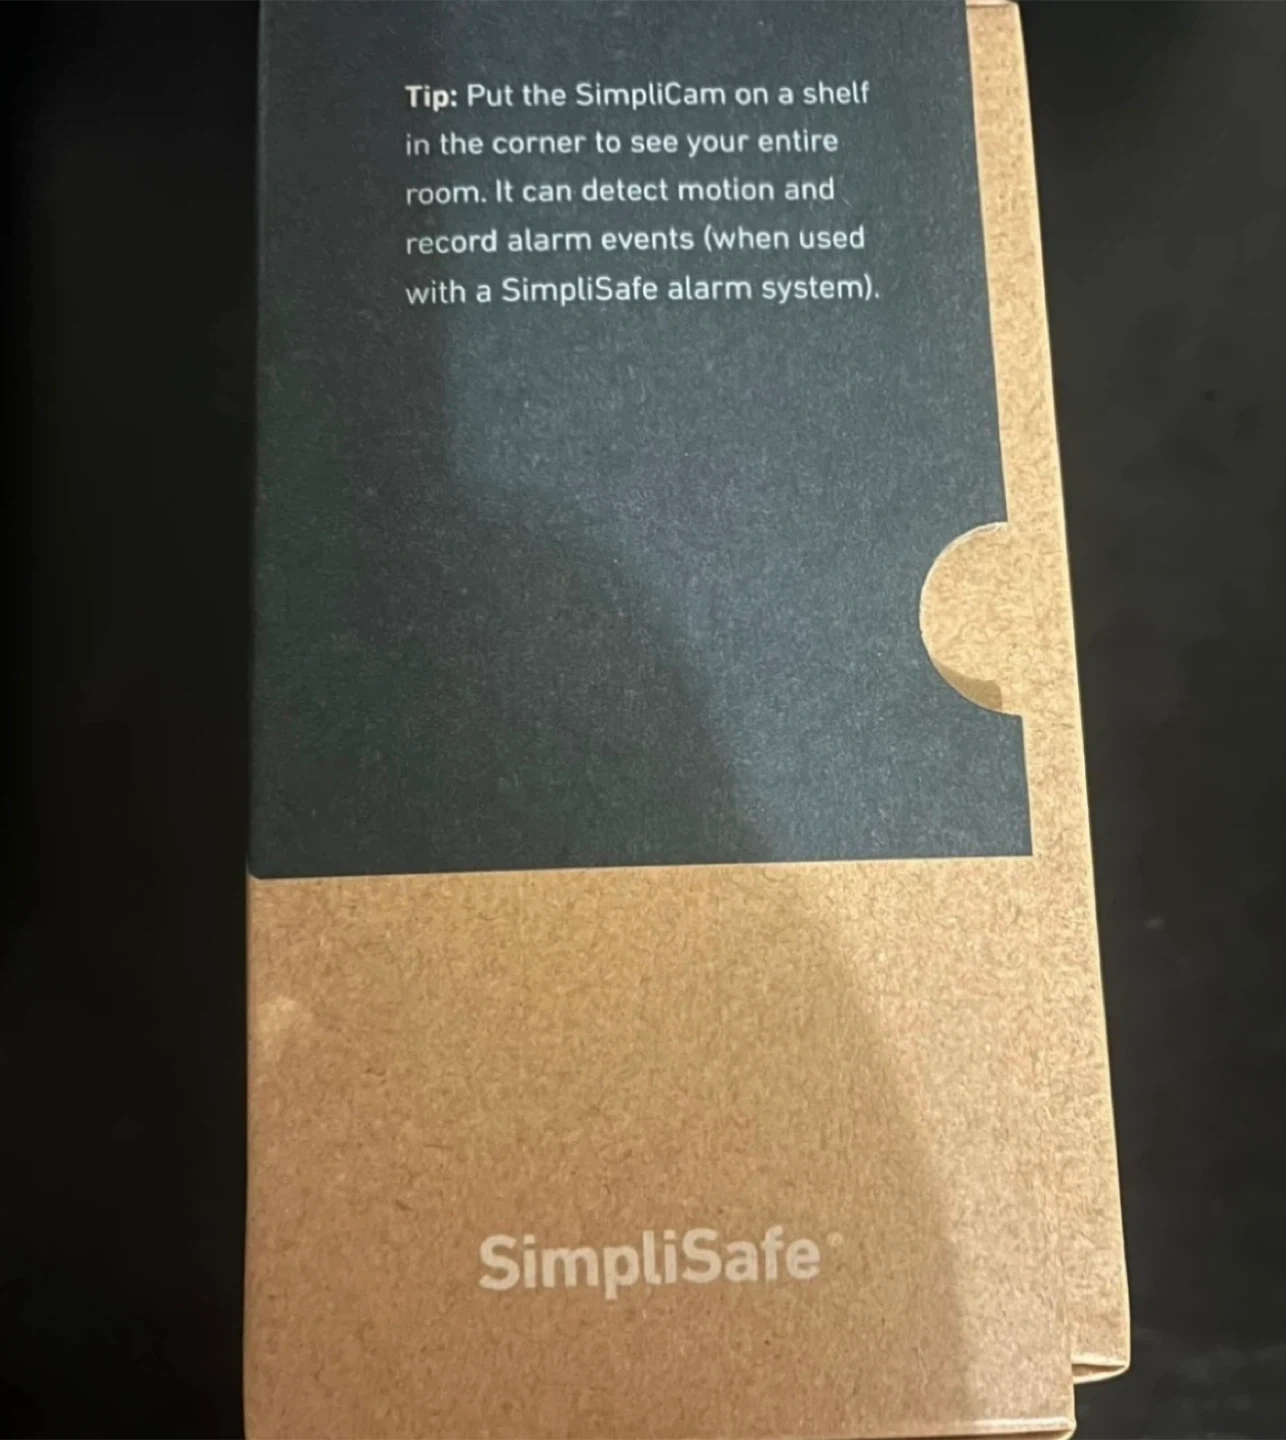 Tip: Put the SimpliCam on a shelf
in the corner to see your entire
room. It can detect motion and
record alarm events (when used
with a SimpliSafe alarm system).
SimpliSafe®